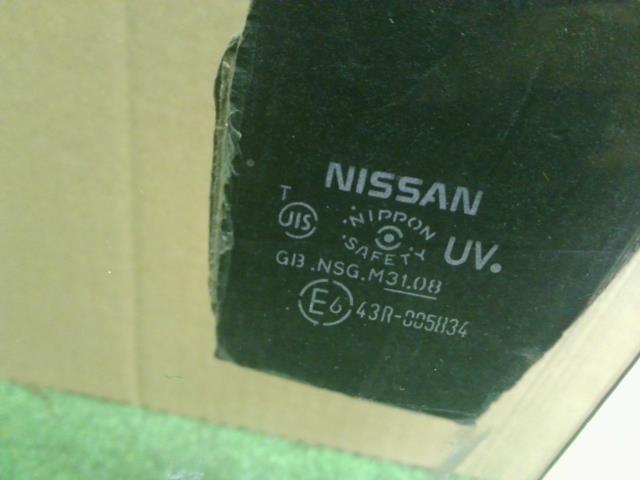 NISSAN
T
JIS
NIPPON
SAFETY
UV.
GB.NSG.M31.08
E6 43R-005834